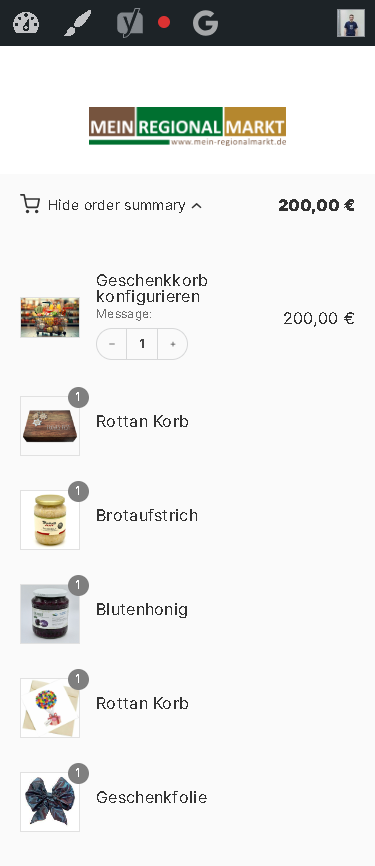 MEIN REGIONAL MARKT
www.mein-regionalmarkt.de
Hide order summary
200,00 €
Geschenkkorb
konfigurieren
Message:
200,00 €
− 1 +
1
Rottan Korb
1
Brotaufstrich
1
Blutenhonig
1
Rottan Korb
1
Geschenkfolie